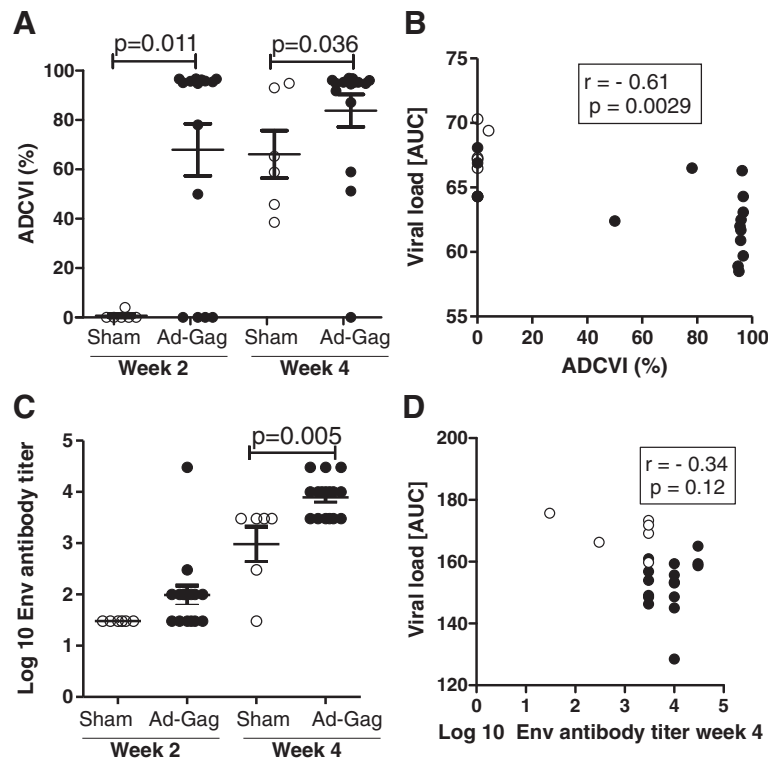 A
p=0.011
p=0.036
100
80
60
40
20
0
ADCVI (%)
Sham Ad-Gag Sham Ad-Gag
Week 2 Week 4
B
75
70
65
60
55
Viral load [AUC]
r = - 0.61
p = 0.0029
0 20 40 60 80 100
ADCVI (%)
C
p=0.005
5
4
3
2
1
0
Log 10 Env antibody titer
Sham Ad-Gag Sham Ad-Gag
Week 2 Week 4
D
200
180
160
140
120
Viral load [AUC]
r = - 0.34
p = 0.12
0 1 2 3 4 5
Log 10 Env antibody titer week 4